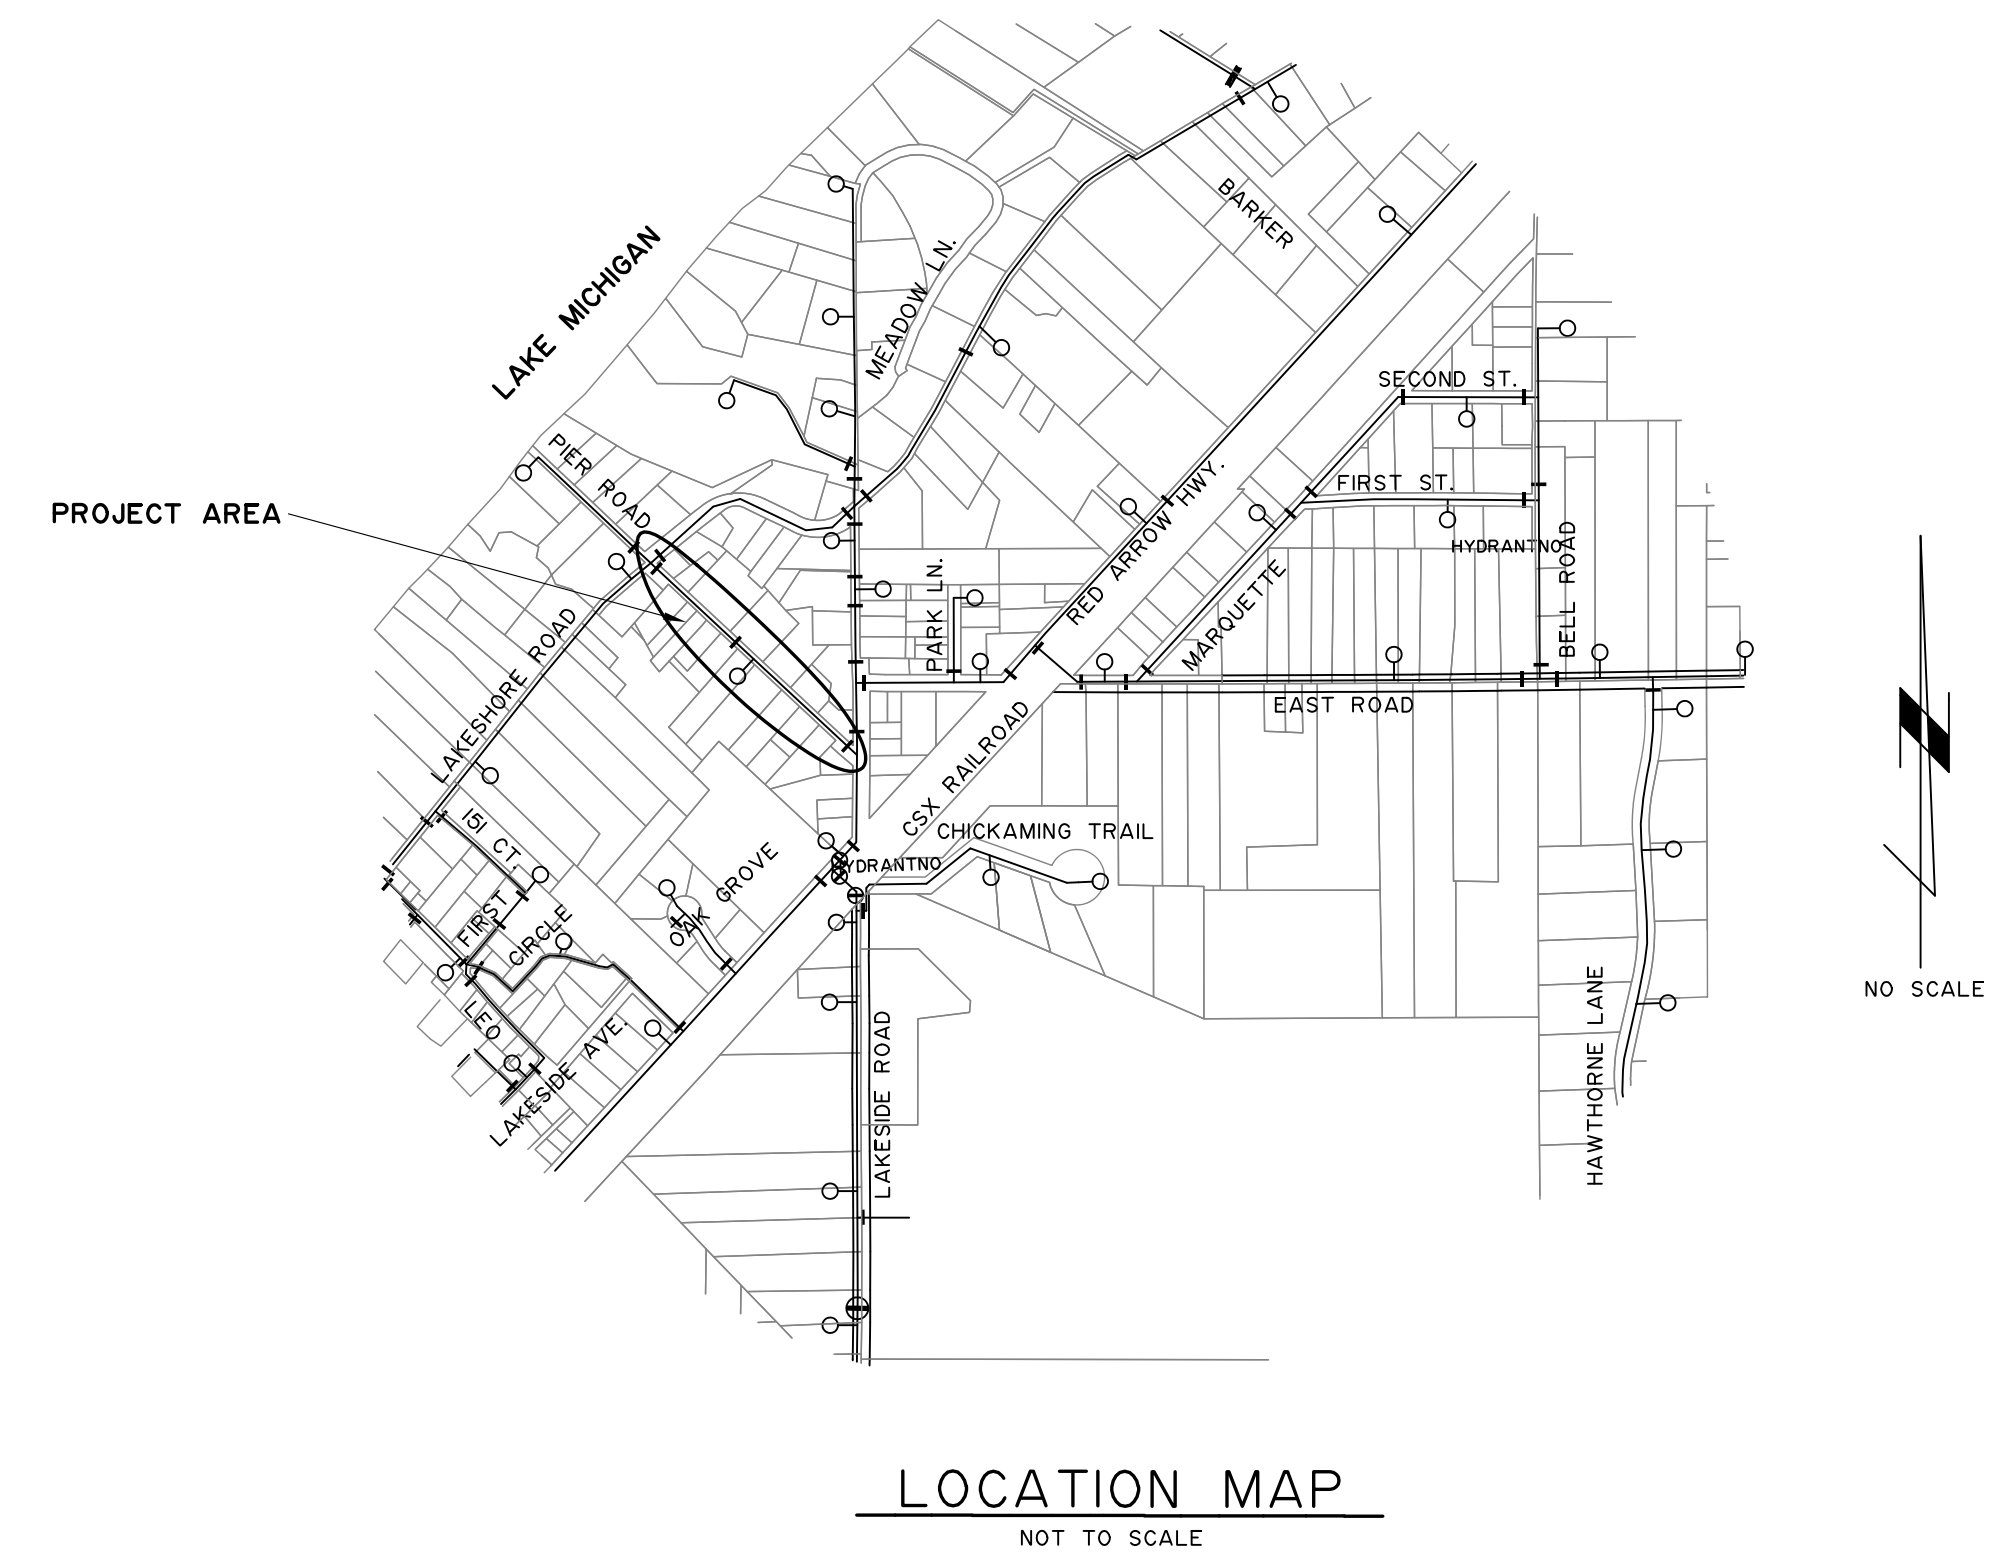 BARKER
LAKE MICHIGAN
MEADOW LN.
SECOND ST.
PIER ROAD
FIRST ST.
PROJECT AREA
RED ARROW HWY.
HYDRANTNO
BELL ROAD
PARK LN.
MARQUETTE
LAKESHORE ROAD
EAST ROAD
CSX RAILROAD
151 CT.
CHICKAMING TRAIL
HYDRANTNO
OAK GROVE
FIRST
CIRCLE
LEO
LAKESIDE AVE.
LAKESIDE ROAD
HAWTHORNE LANE
NO SCALE
LOCATION MAP
NOT TO SCALE